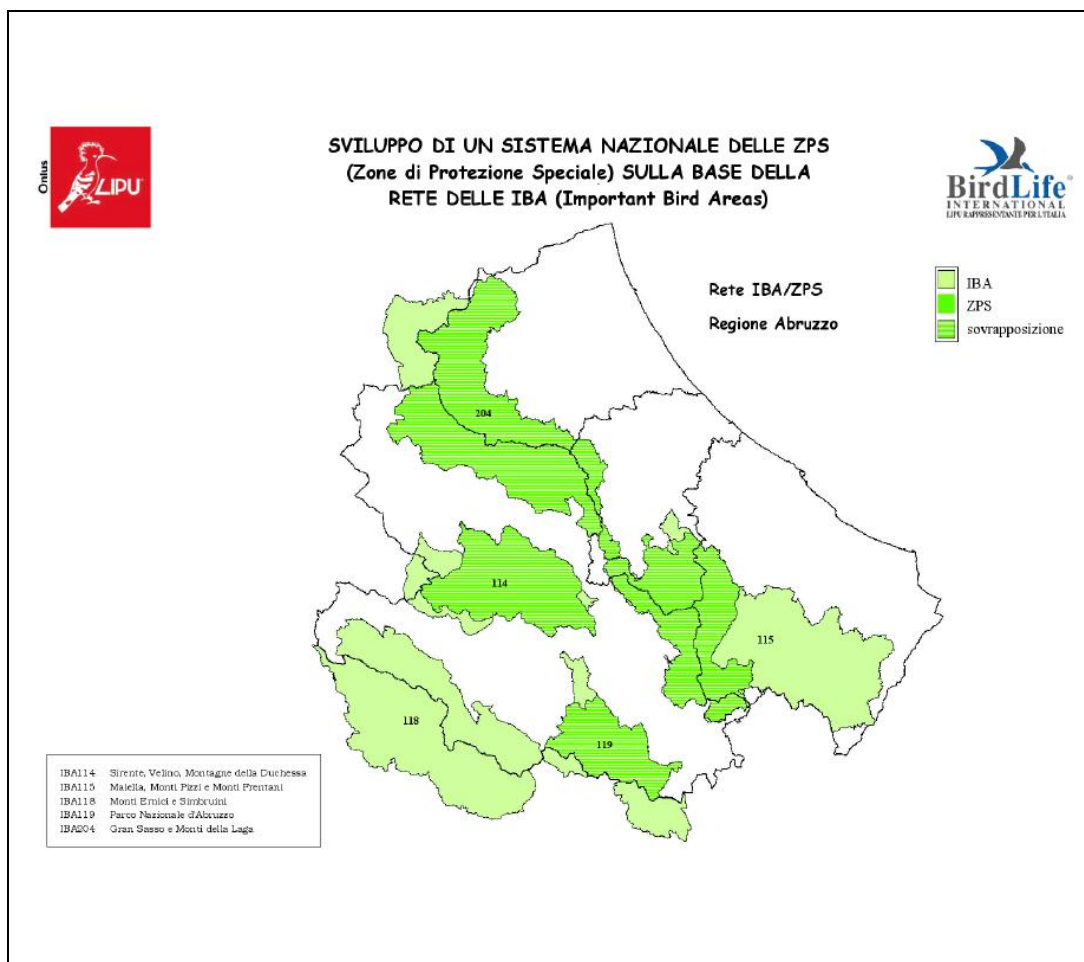 Onlus
LIPU
SVILUPPO DI UN SISTEMA NAZIONALE DELLE ZPS
(Zone di Protezione Speciale) SULLA BASE DELLA
RETE DELLE IBA (Important Bird Areas)
BirdLife®
INTERNATIONAL
LIPU RAPPRESENTANTE PER L'ITALIA
Rete IBA/ZPS
Regione Abruzzo
IBA
ZPS
sovrapposizione
204
114
115
118
119
IBA114 Sirente, Velino, Montagne della Duchessa
IBA115 Maiella, Monti Pizzi e Monti Frentani
IBA118 Monti Ernici e Simbruini
IBA119 Parco Nazionale d'Abruzzo
IBA204 Gran Sasso e Monti della Laga